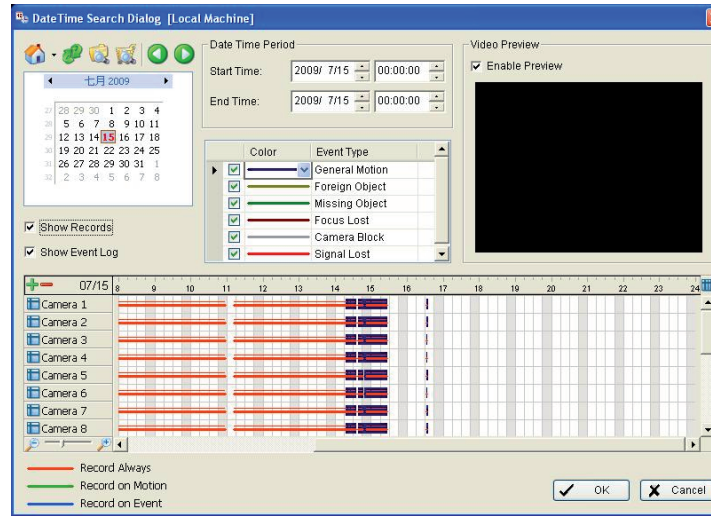 DateTime Search Dialog [Local Machine]
Date Time Period
Video Preview
Start Time: 2009/ 7/15 00:00:00
Enable Preview
End Time: 2009/ 7/15 00:00:00
七月 2009
27 28 29 30 1 2 3 4
28 5 6 7 8 9 10 11
29 12 13 14 15 16 17 18
30 19 20 21 22 23 24 25
31 26 27 28 29 30 31 1
32 2 3 4 5 6 7 8
Color Event Type
General Motion
Foreign Object
Missing Object
Focus Lost
Camera Block
Signal Lost
Show Records
Show Event Log
07/15 8 9 10 11 12 13 14 15 16 17 18 19 20 21 22 23 24
Camera 1
Camera 2
Camera 3
Camera 4
Camera 5
Camera 6
Camera 7
Camera 8
Record Always
Record on Motion
Record on Event
OK
Cancel